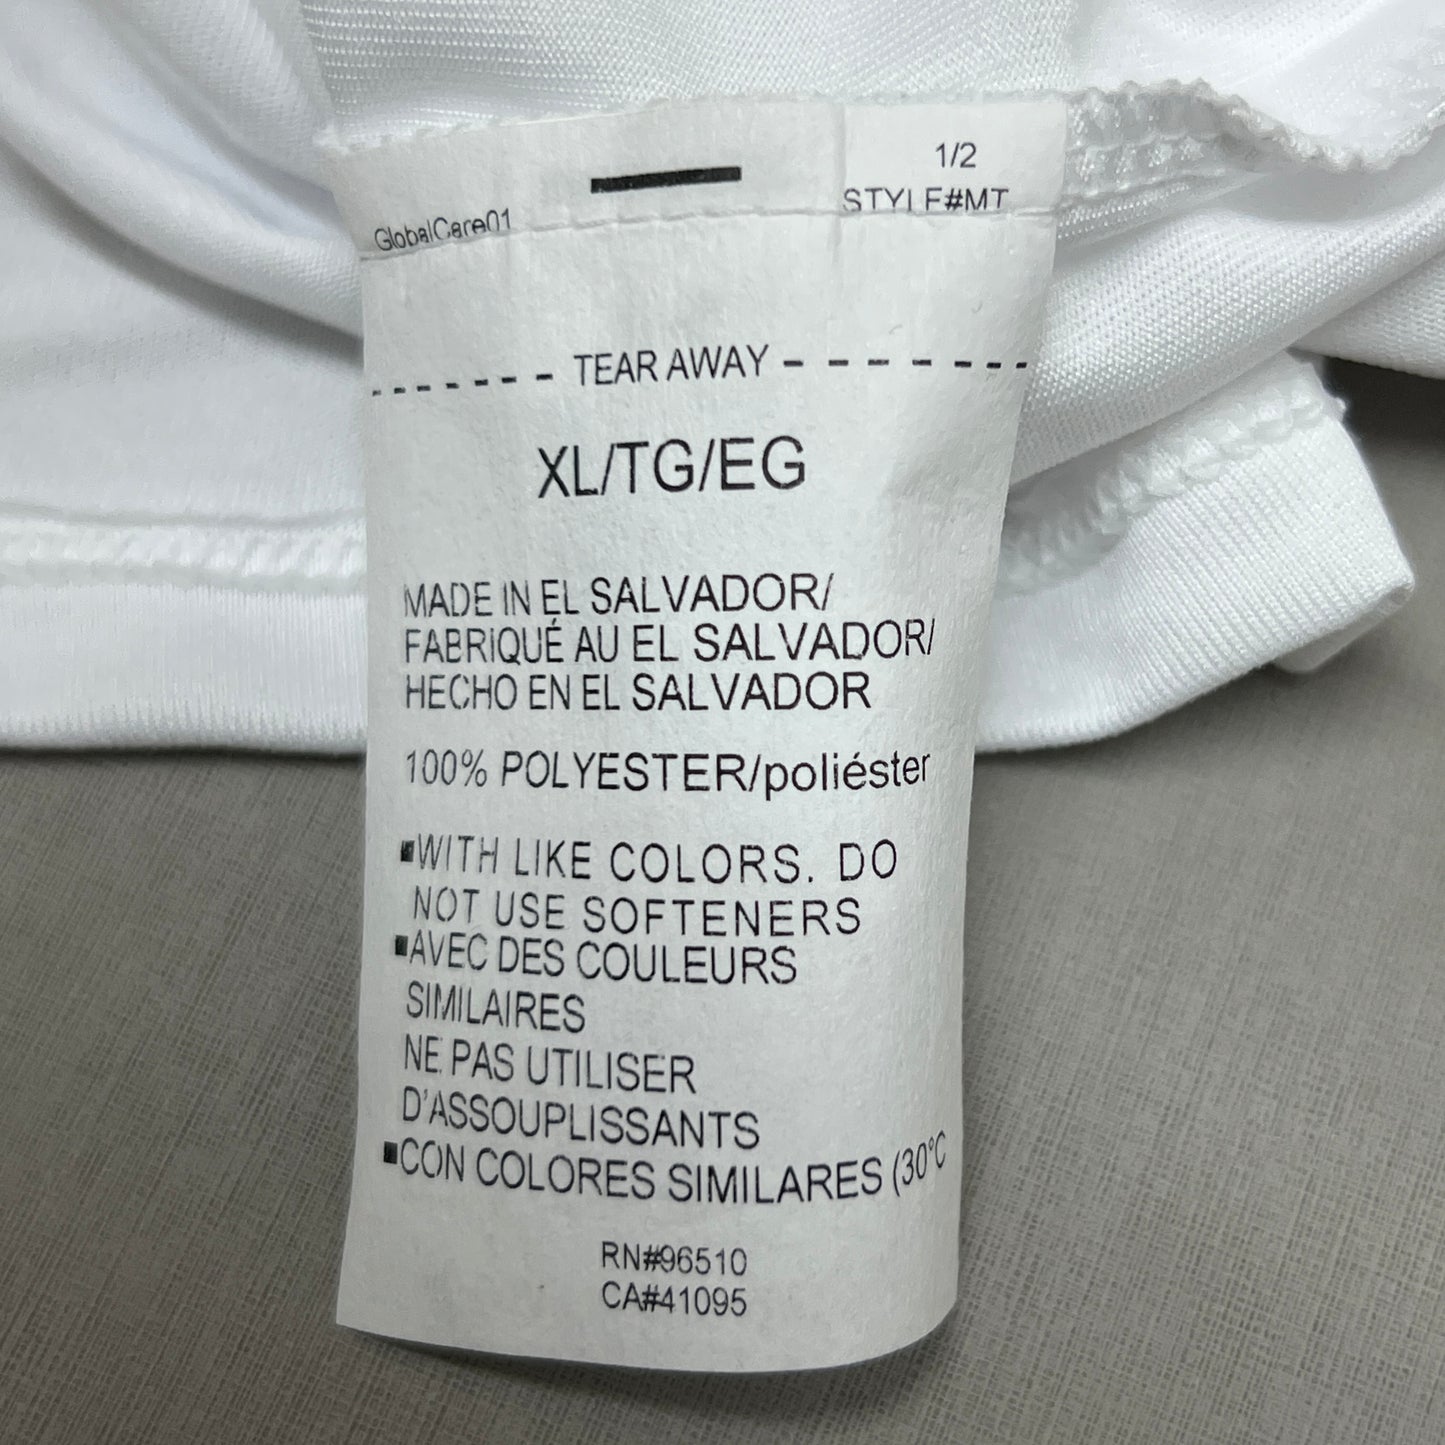 1/2
STYLE#MT
GlobalCare01
TEAR AWAY
XL/TG/EG
MADE IN EL SALVADOR/
FABRIQUÉ AU EL SALVADOR/
HECHO EN EL SALVADOR
100% POLYESTER/poliéster
▪WITH LIKE COLORS. DO
NOT USE SOFTENERS
▪AVEC DES COULEURS
SIMILAIRES
NE PAS UTILISER
D'ASSOUPLISSANTS
▪CON COLORES SIMILARES (30°C
RN#96510
CA#41095